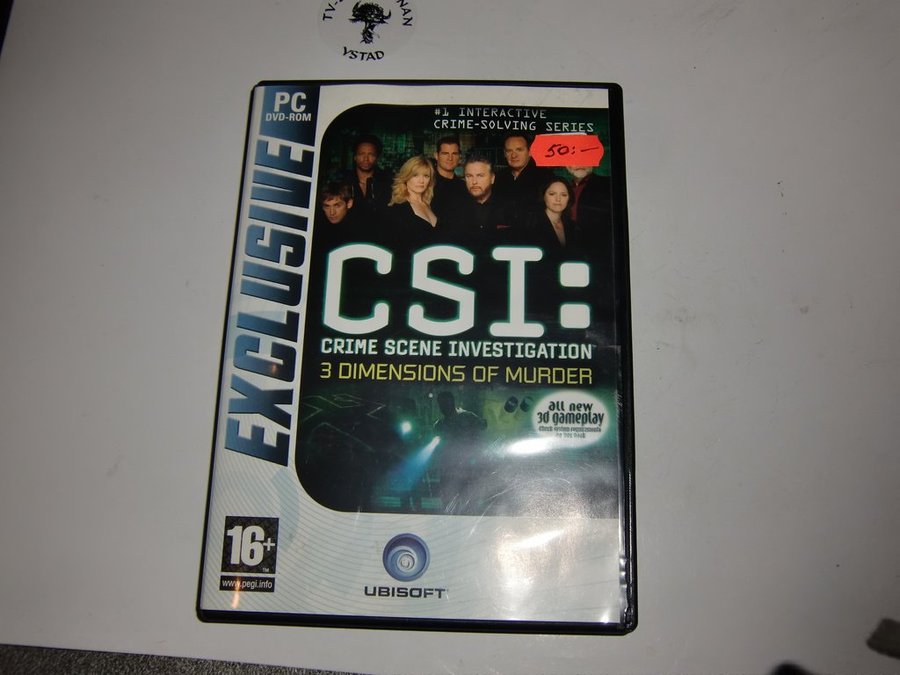 YSTAD
PC
DVD-ROM
EXCLUSIVE
#1 INTERACTIVE
CRIME-SOLVING SERIES
50:-
CSI:
CRIME SCENE INVESTIGATION™
3 DIMENSIONS OF MURDER
all new
3d gameplay
16+
www.pegi.info
UBISOFT